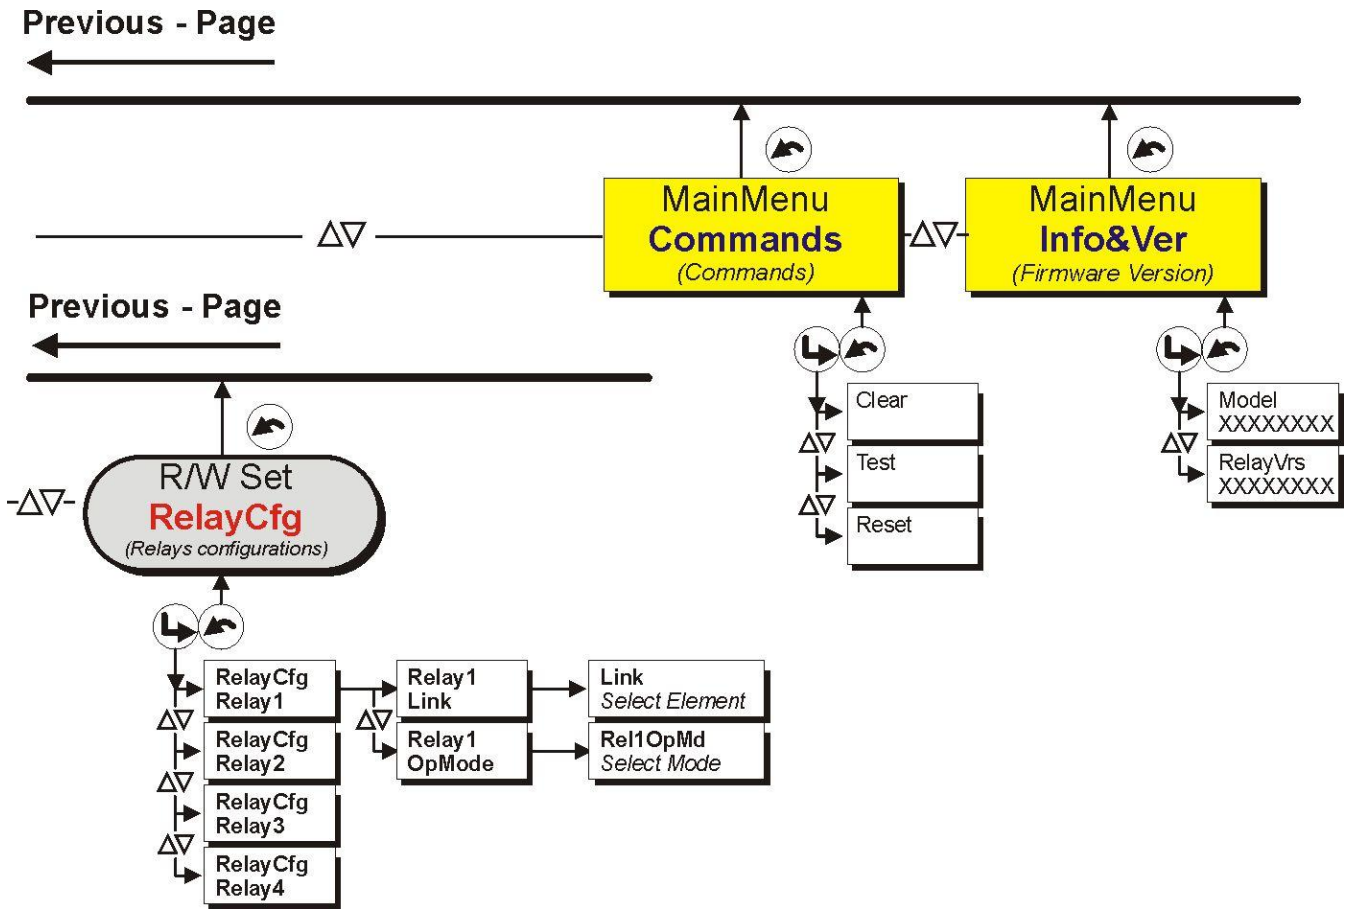 Previous - Page
MainMenu
Commands
(Commands)
MainMenu
Info&Ver
(Firmware Version)
Clear
Test
Reset
Model
XXXXXXXX
RelayVrs
XXXXXXXX
Previous - Page
R/W Set
RelayCfg
(Relays configurations)
RelayCfg
Relay1
RelayCfg
Relay2
RelayCfg
Relay3
RelayCfg
Relay4
Relay1
Link
Relay1
OpMode
Link
Select Element
Rel1OpMd
Select Mode